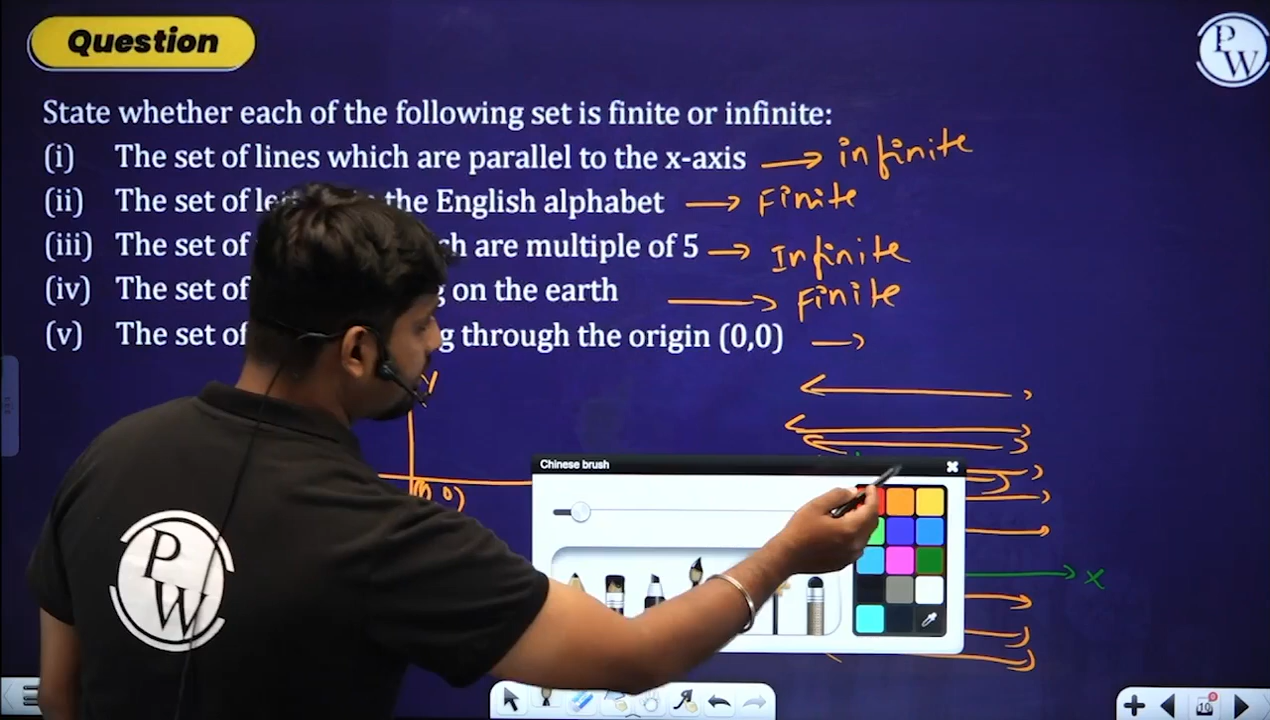 Question
PW
State whether each of the following set is finite or infinite:
(i) The set of lines which are parallel to the x-axis → infinite
(ii) The set of the English alphabet → Finite
(iii) The set of are multiple of 5 → Infinite
(iv) The set of on the earth → Finite
(v) The set of through the origin (0,0) →
y
Chinese brush
x
PW
10